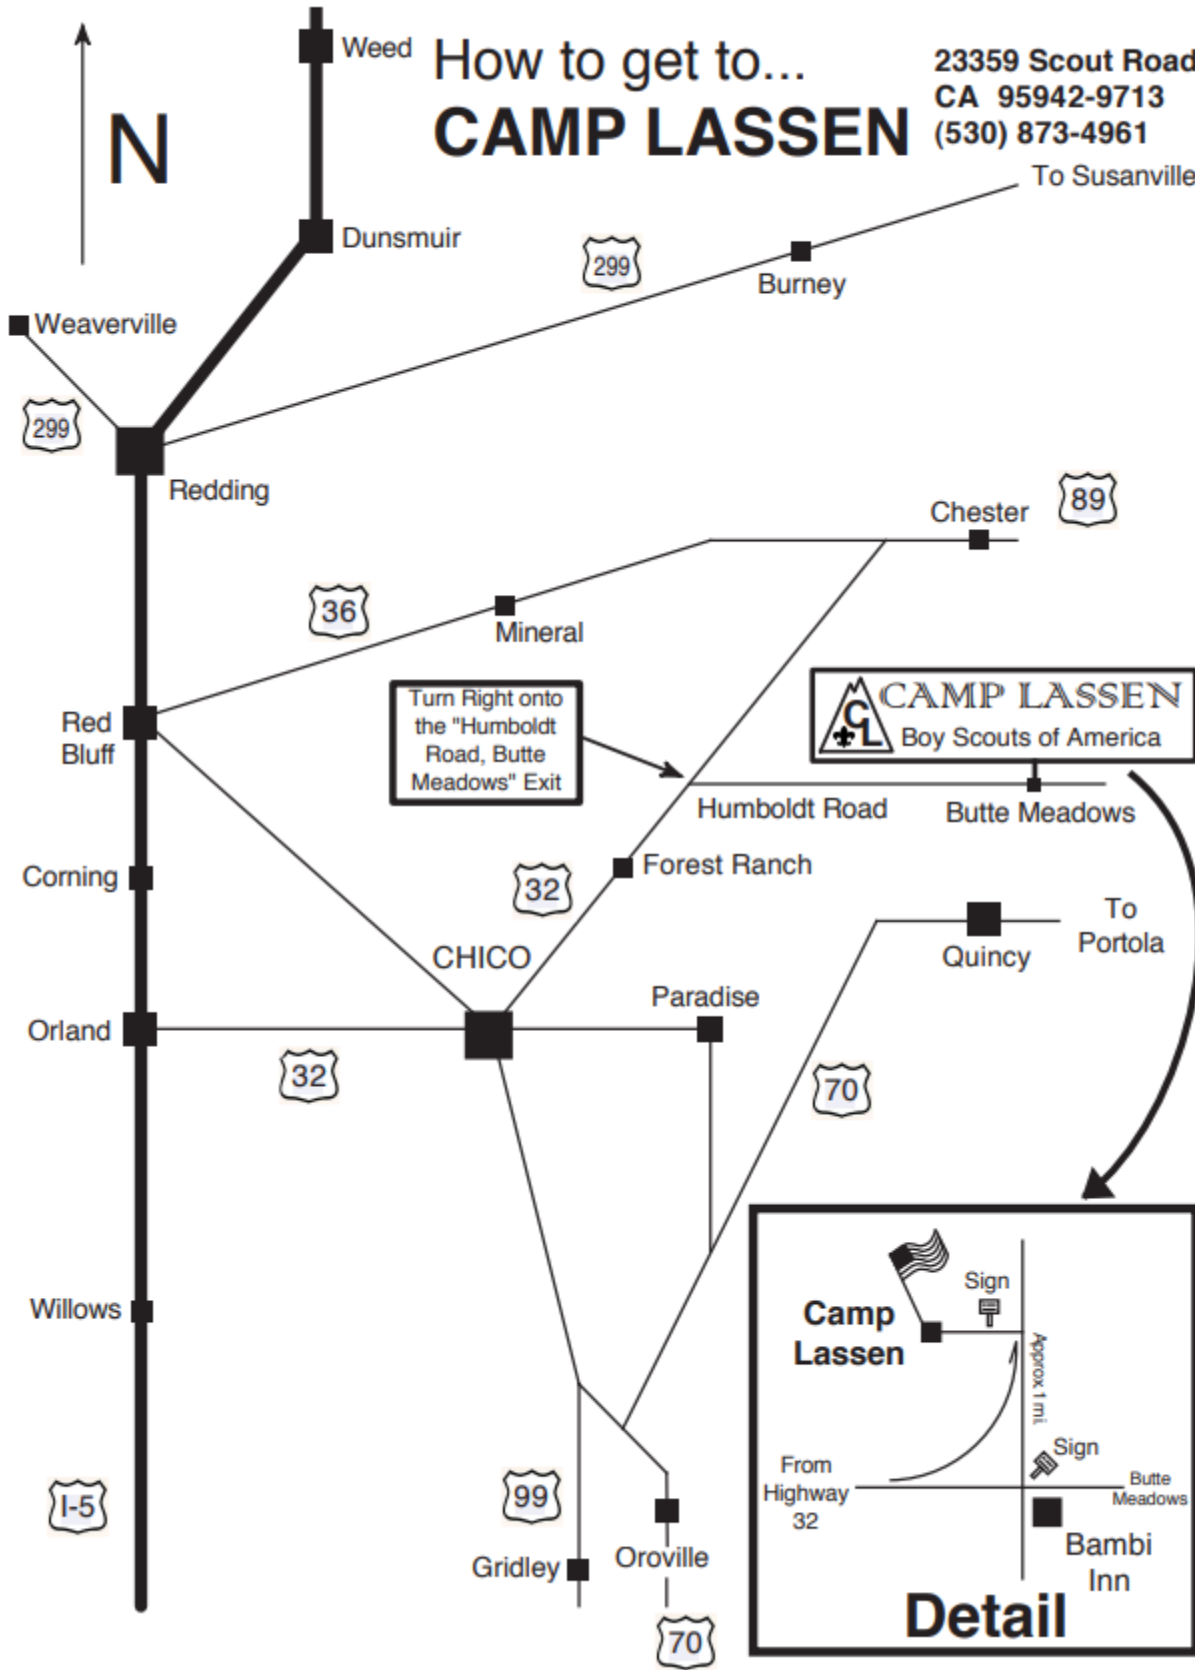 N
Weed
How to get to...
CAMP LASSEN
23359 Scout Road
CA 95942-9713
(530) 873-4961
To Susanville
Dunsmuir
299
Burney
Weaverville
299
Redding
Chester
89
36
Mineral
Turn Right onto
the "Humboldt
Road, Butte
Meadows" Exit
CL
CAMP LASSEN
Boy Scouts of America
Red
Bluff
Humboldt Road
Butte Meadows
Corning
Forest Ranch
32
To
Portola
Quincy
CHICO
Paradise
Orland
32
70
Willows
I-5
99
Gridley
Oroville
70
Sign
Camp
Lassen
Approx 1 mi.
Sign
From
Highway
32
Butte
Meadows
Bambi
Inn
Detail